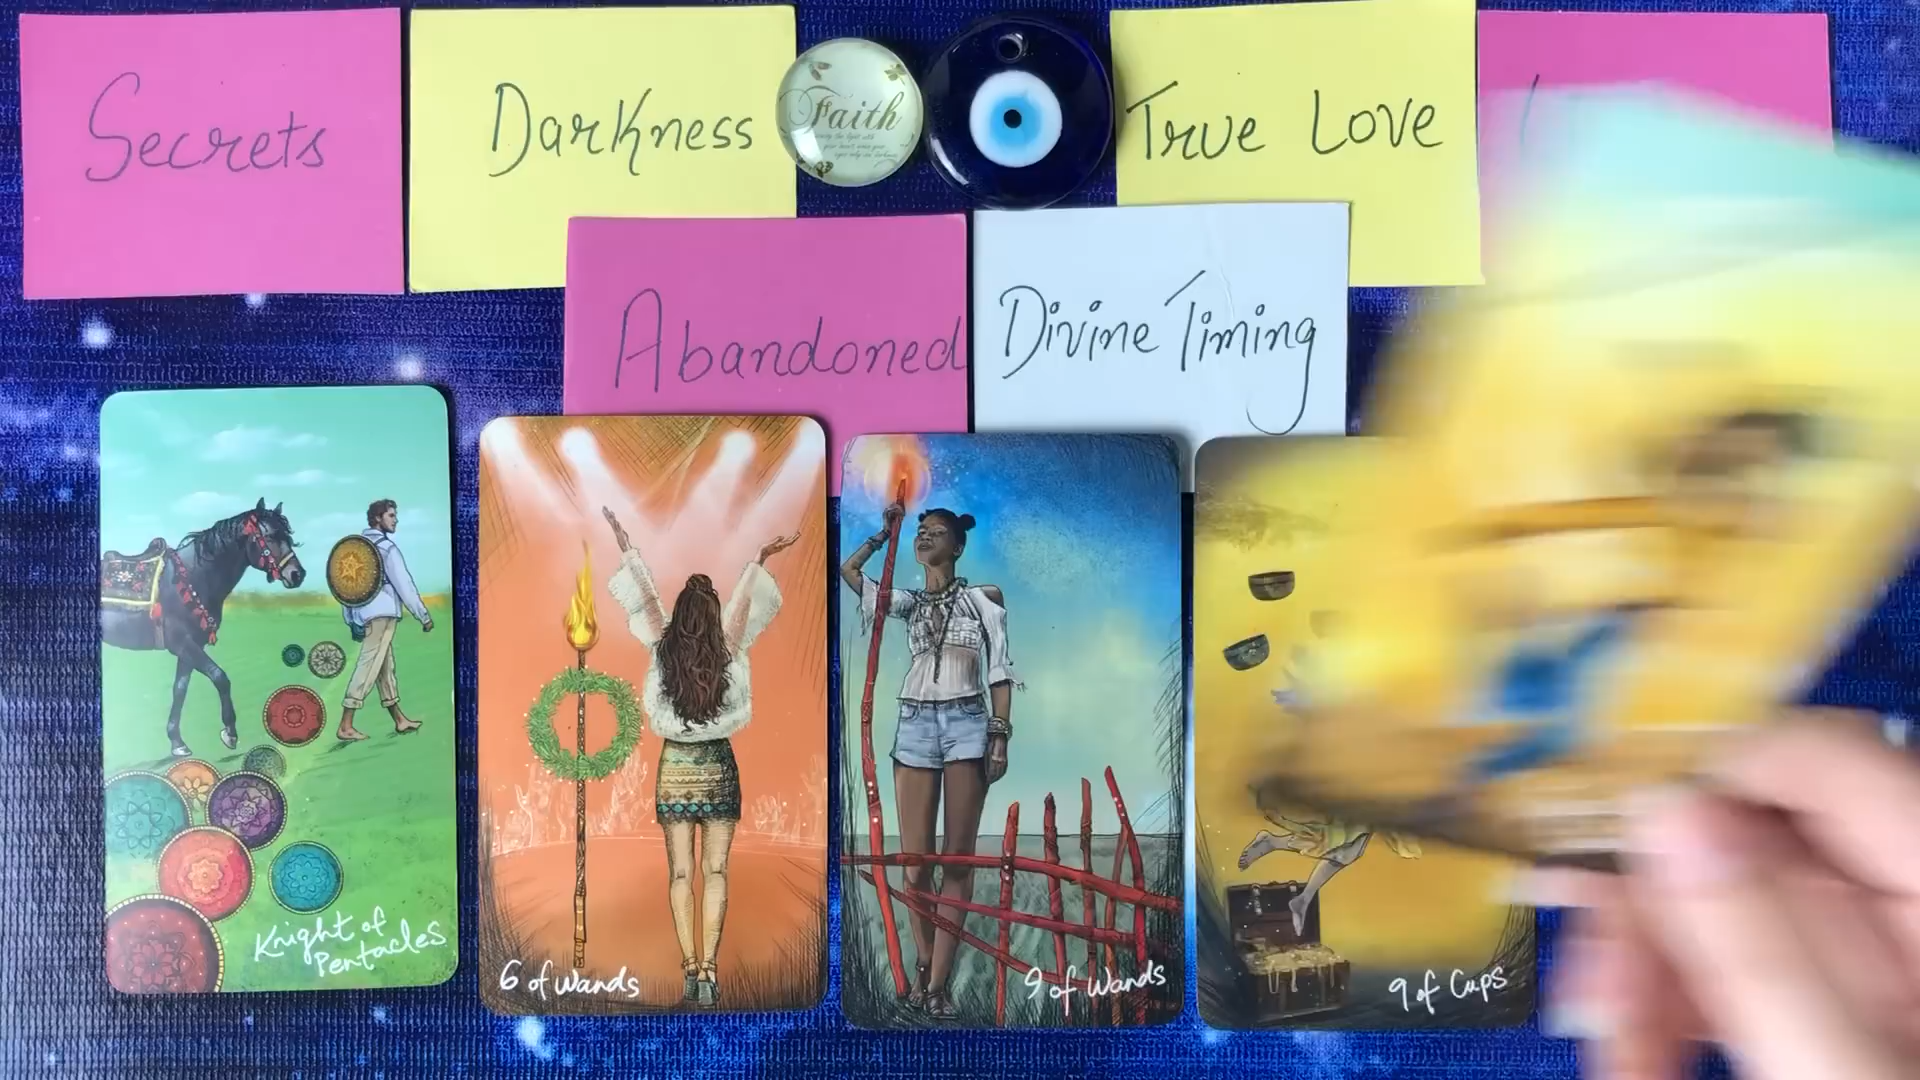 Secrets
Darkness
Faith
True Love
Abandoned
Divine Timing
Knight of
Pentacles
6 of Wands
9 of Wands
9 of Cups